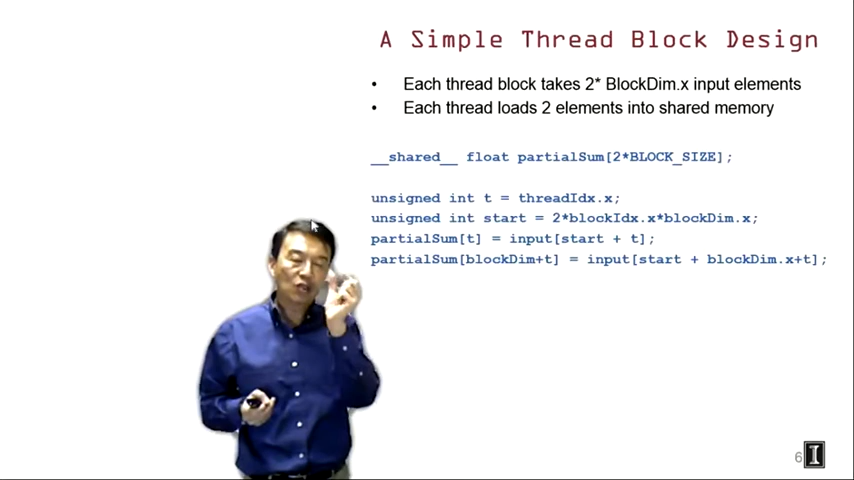 A Simple Thread Block Design
• Each thread block takes 2* BlockDim.x input elements
• Each thread loads 2 elements into shared memory
__shared__ float partialSum[2*BLOCK_SIZE];
unsigned int t = threadIdx.x;
unsigned int start = 2*blockIdx.x*blockDim.x;
partialSum[t] = input[start + t];
partialSum[blockDim+t] = input[start + blockDim.x+t];
6
I